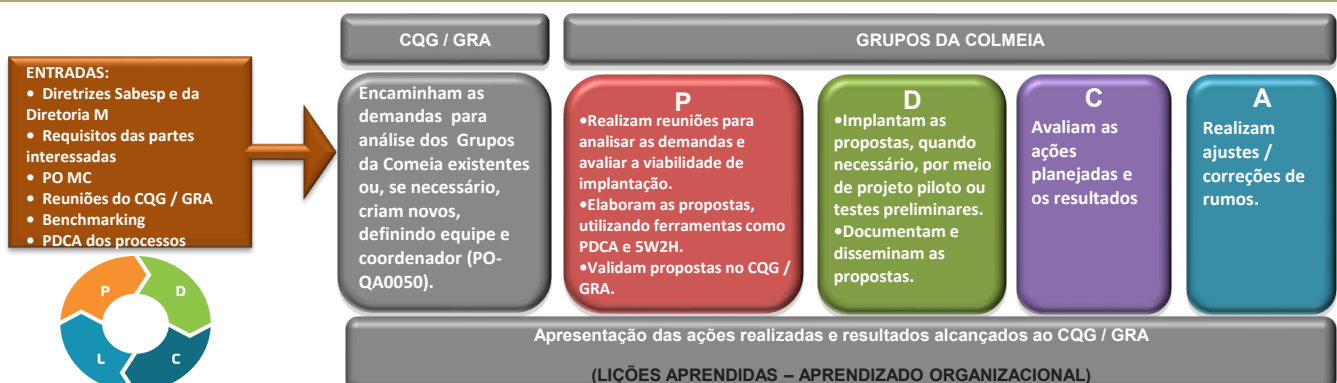 CQG / GRA
GRUPOS DA COLMEIA
ENTRADAS:
• Diretrizes Sabesp e da
Diretoria M
• Requisitos das partes
interessadas
• PO MC
• Reuniões do CQG / GRA
• Benchmarking
• PDCA dos processos
Encaminham as
demandas para
análise dos Grupos
da Comeia existentes
ou, se necessário,
criam novos,
definindo equipe e
coordenador (PO-
QA0050).
P
•Realizam reuniões para
analisar as demandas e
avaliar a viabilidade de
implantação.
•Elaboram as propostas,
utilizando ferramentas como
PDCA e 5W2H.
•Validam propostas no CQG /
GRA.
D
•Implantam as
propostas, quando
necessário, por meio
de projeto piloto ou
testes preliminares.
•Documentam e
disseminam as
propostas.
C
Avaliam as
ações
planejadas e
os resultados
A
Realizam
ajustes /
correções de
rumos.
P
D
L
C
Apresentação das ações realizadas e resultados alcançados ao CQG / GRA
(LIÇÕES APRENDIDAS – APRENDIZADO ORGANIZACIONAL)